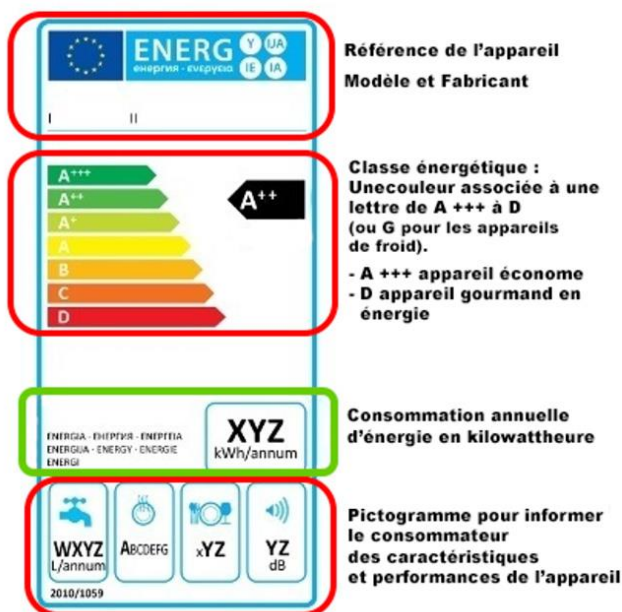 ENERG Y UA
енергия · ενεργεια IE IA
Référence de l'appareil
Modèle et Fabricant
I II
A+++
A++
A+
A
B
C
D
A++
Classe énergétique :
Unecouleur associée à une
lettre de A +++ à D
(ou G pour les appareils
de froid).
- A +++ appareil économe
- D appareil gourmand en
énergie
ENERGIA · ЕНЕРГИЯ · ΕΝΕΡΓΕΙΑ
ENERGIJA · ENERGY · ENERGIE
ENERGI
XYZ
kWh/annum
Consommation annuelle
d'énergie en kilowattheure
WXYZ
L/annum
ABCDEFG
xYZ
YZ
dB
2010/1059
Pictogramme pour informer
le consommateur
des caractéristiques
et performances de l'appareil